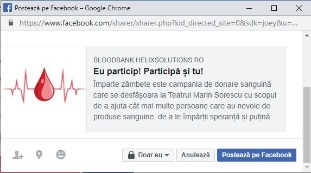 Postează pe Facebook – Google Chrome
https://www.facebook.com/sharer/sharer.php?kid_directed_site=0&sdk=joey&u=...
BLOODBANK.HELIXSOLUTIONS.RO
Eu particip! Participă și tu!
Împarte zâmbete este campania de donare sanguină
care se desfășoara la Teatrul Marin Sorescu cu scopul
de a ajuta cât mai multe persoane care au nevoie de
produse sanguine, de a le împărți speranță și puțină
Doar eu
Anulează
Postează pe Facebook